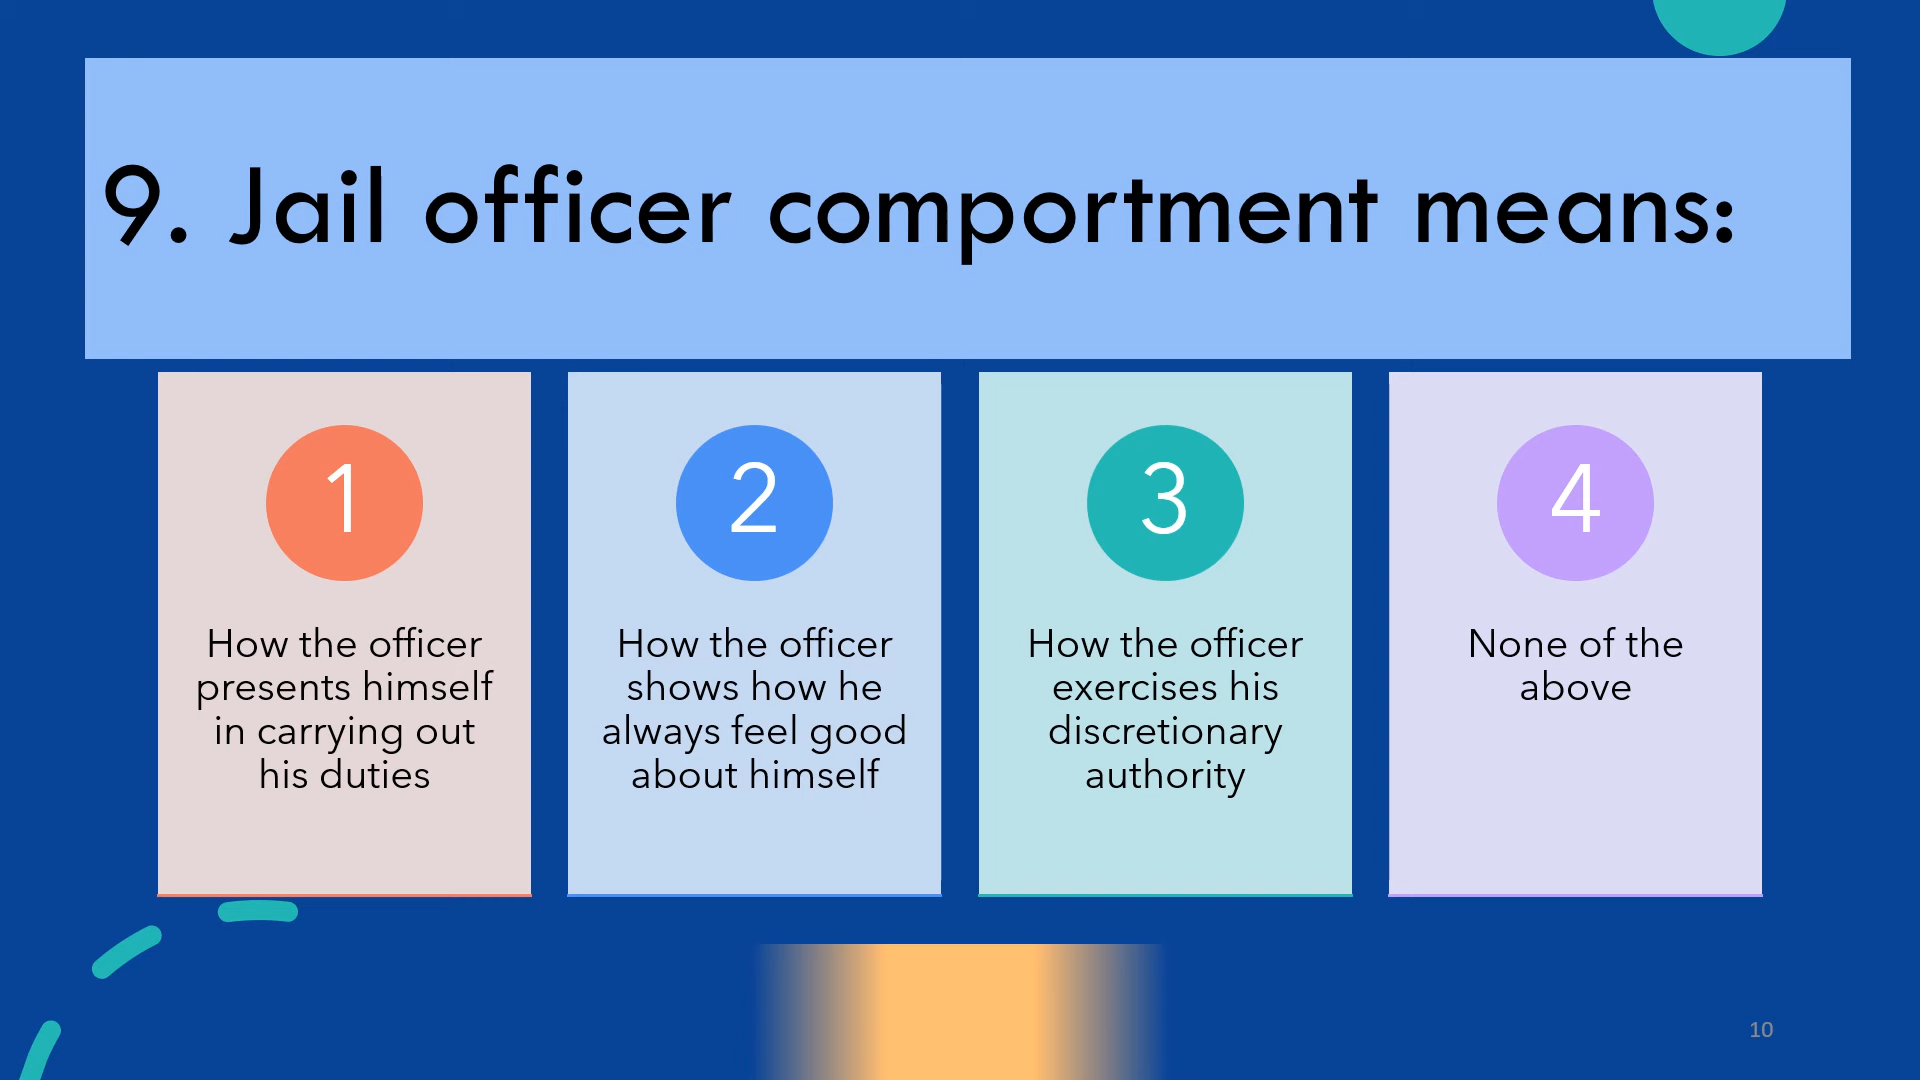 9. Jail officer comportment means:
1
How the officer
presents himself
in carrying out
his duties
2
How the officer
shows how he
always feel good
about himself
3
How the officer
exercises his
discretionary
authority
4
None of the
above
10